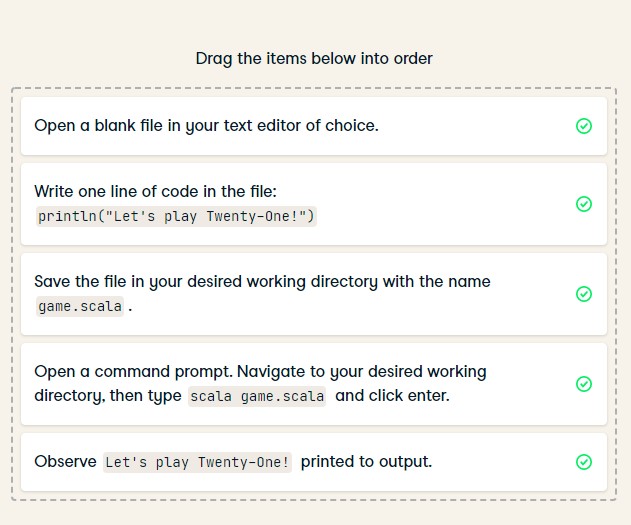 Drag the items below into order
Open a blank file in your text editor of choice.
Write one line of code in the file:
println("Let's play Twenty-One!")
Save the file in your desired working directory with the name
game.scala .
Open a command prompt. Navigate to your desired working
directory, then type scala game.scala and click enter.
Observe Let's play Twenty-One! printed to output.